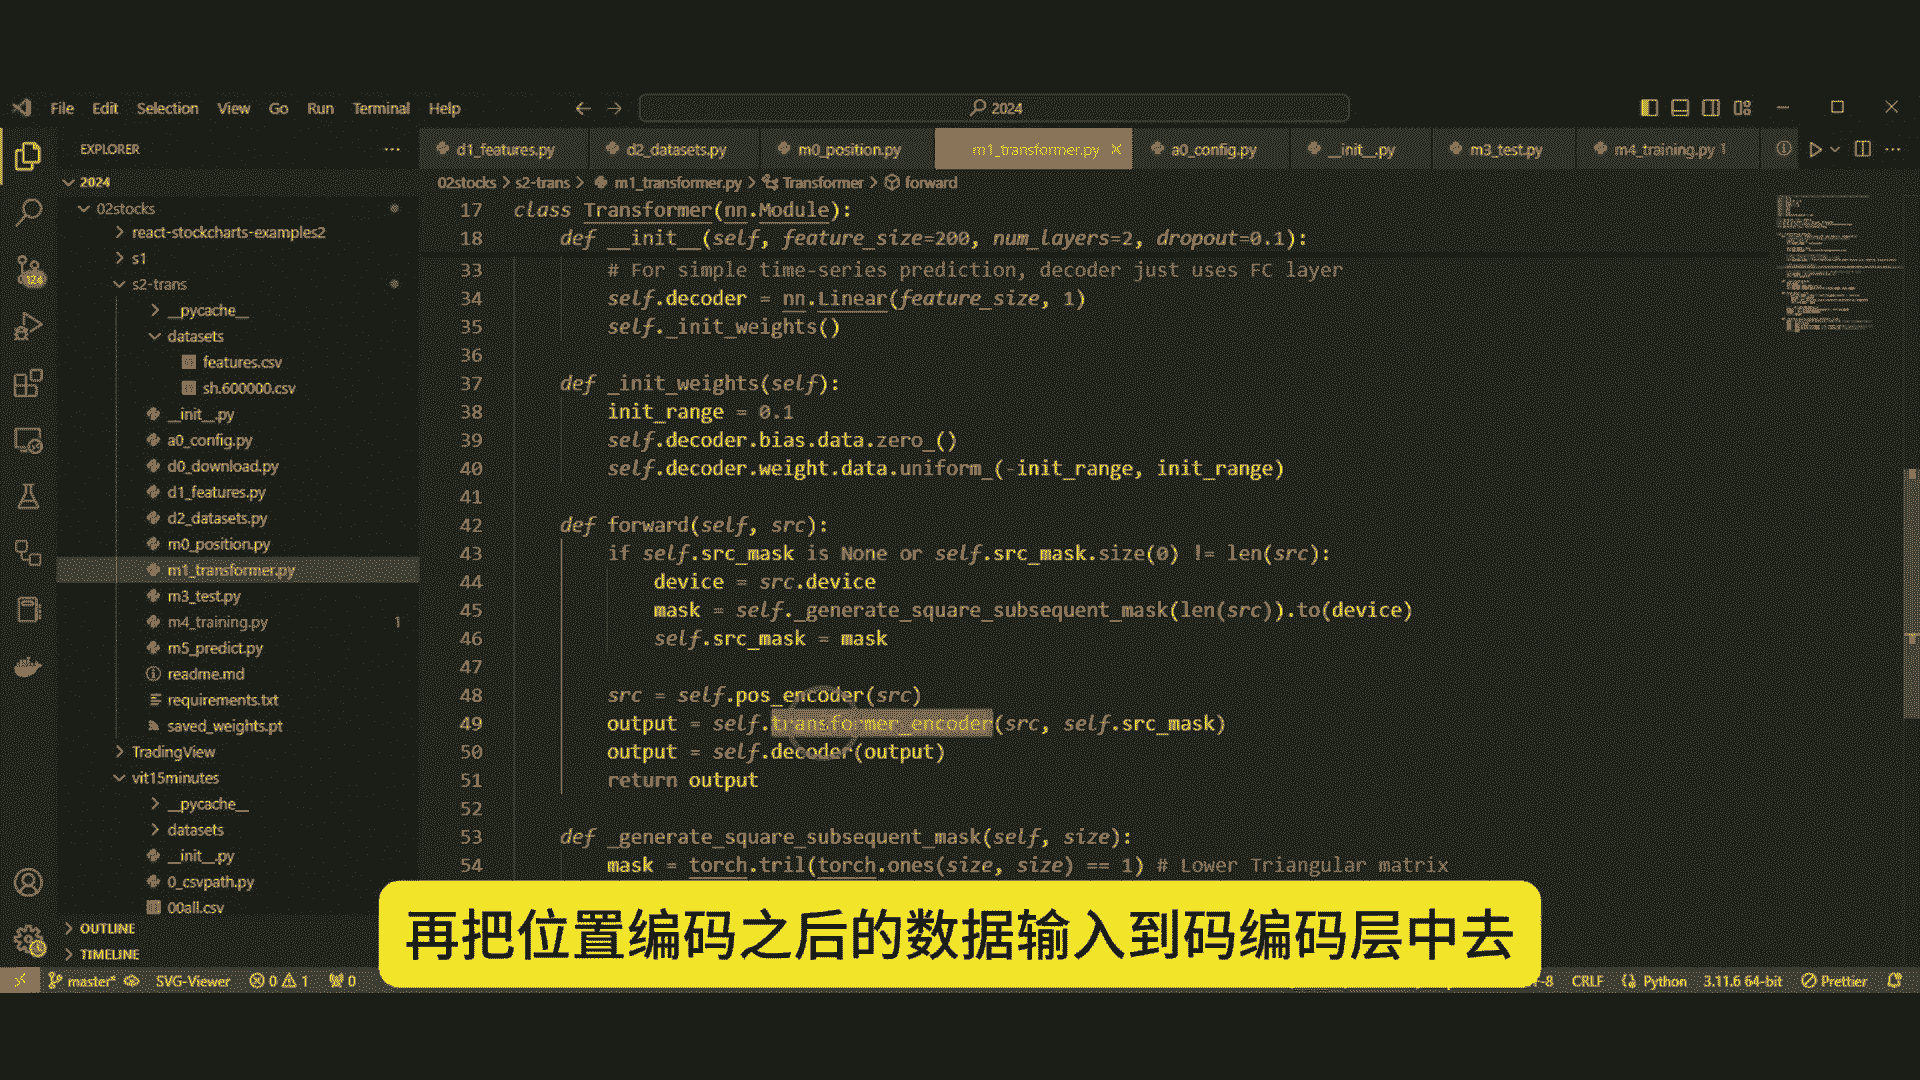 File Edit Selection View Go Run Terminal Help
2024
EXPLORER
d1_features.py
d2_datasets.py
m0_position.py
m1_transformer.py
a0_config.py
__init__.py
m3_test.py
m4_training.py 1
02stocks > s2-trans > m1_transformer.py > Transformer > forward
2024
02stocks
react-stockcharts-examples2
s1
s2-trans
__pycache__
datasets
features.csv
sh.600000.csv
__init__.py
a0_config.py
d0_download.py
d1_features.py
d2_datasets.py
m0_position.py
m1_transformer.py
m3_test.py
m4_training.py 1
m5_predict.py
readme.md
requirements.txt
saved_weights.pt
TradingView
vit15minutes
__pycache__
datasets
__init__.py
0_csvpath.py
00all.csv
OUTLINE
TIMELINE
124
17 class Transformer(nn.Module):
18 def __init__(self, feature_size=200, num_layers=2, dropout=0.1):
33 # For simple time-series prediction, decoder just uses FC layer
34 self.decoder = nn.Linear(feature_size, 1)
35 self._init_weights()
36
37 def _init_weights(self):
38 init_range = 0.1
39 self.decoder.bias.data.zero_()
40 self.decoder.weight.data.uniform_(-init_range, init_range)
41
42 def forward(self, src):
43 if self.src_mask is None or self.src_mask.size(0) != len(src):
44 device = src.device
45 mask = self._generate_square_subsequent_mask(len(src)).to(device)
46 self.src_mask = mask
47
48 src = self.pos_encoder(src)
49 output = self.transformer_encoder(src, self.src_mask)
50 output = self.decoder(output)
51 return output
52
53 def _generate_square_subsequent_mask(self, size):
54 mask = torch.tril(torch.ones(size, size) == 1) # Lower Triangular matrix
再把位置编码之后的数据输入到码编码层中去
master* SVG-Viewer 0 1 0
-8 CRLF Python 3.11.6 64-bit Prettier